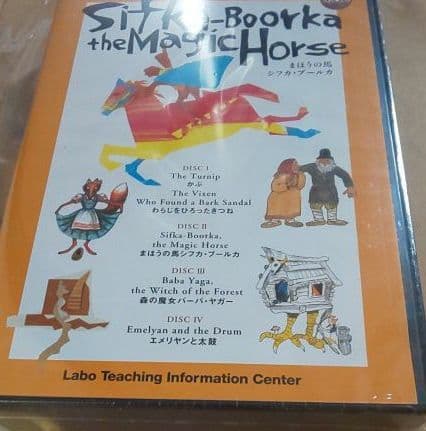 Sifka-Boorka
the Magic Horse
まほうの馬
シフカ・ブールカ
DISC I
The Turnip
かぶ
The Vixen
Who Found a Bark Sandal
わらじをひろったきつね
DISC II
Sifka-Boorka,
the Magic Horse
まほうの馬シフカ・ブールカ
DISC III
Baba Yaga,
the Witch of the Forest
森の魔女バーバ・ヤガー
DISC IV
Emelyan and the Drum
エメリヤンと太鼓
Labo Teaching Information Center